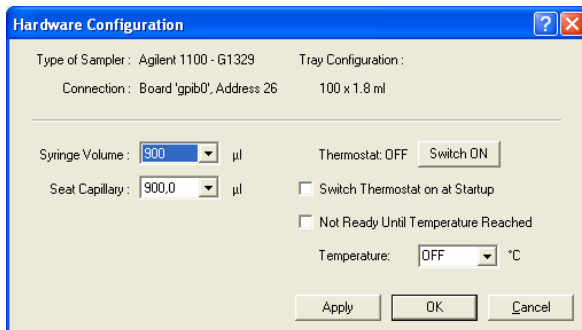 Hardware Configuration
Type of Sampler : Agilent 1100 - G1329
Tray Configuration :
Connection : Board 'gpib0', Address 26
100 x 1.8 ml
Syringe Volume : 900 µl
Thermostat: OFF Switch ON
Seat Capillary : 900,0 µl
Switch Thermostat on at Startup
Not Ready Until Temperature Reached
Temperature: OFF °C
Apply OK Cancel